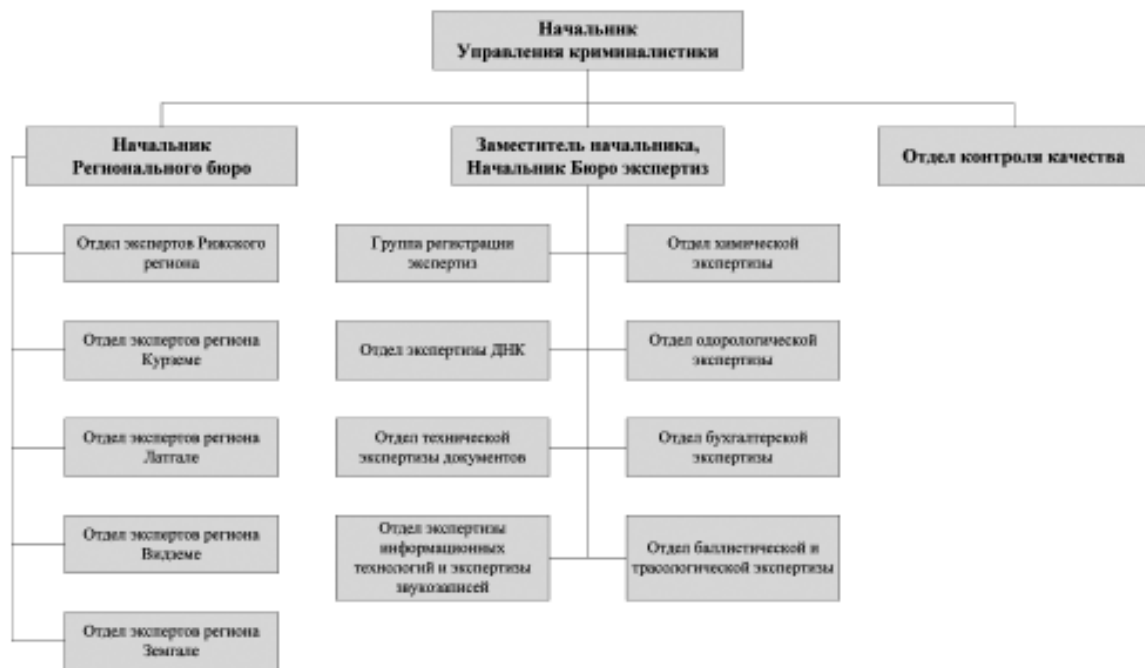 Начальник
Управления криминалистики
Начальник
Регионального бюро
Заместитель начальника,
Начальник Бюро экспертиз
Отдел контроля качества
Отдел экспертов Рижского
региона
Отдел экспертов региона
Курземе
Отдел экспертов региона
Латгале
Отдел экспертов региона
Видземе
Отдел экспертов региона
Земгале
Группа регистрации
экспертиз
Отдел экспертизы ДНК
Отдел технической
экспертизы документов
Отдел экспертизы
информационных
технологий и экспертизы
звукозаписей
Отдел химической
экспертизы
Отдел одорологической
экспертизы
Отдел бухгалтерской
экспертизы
Отдел баллистической и
трасологической экспертизы